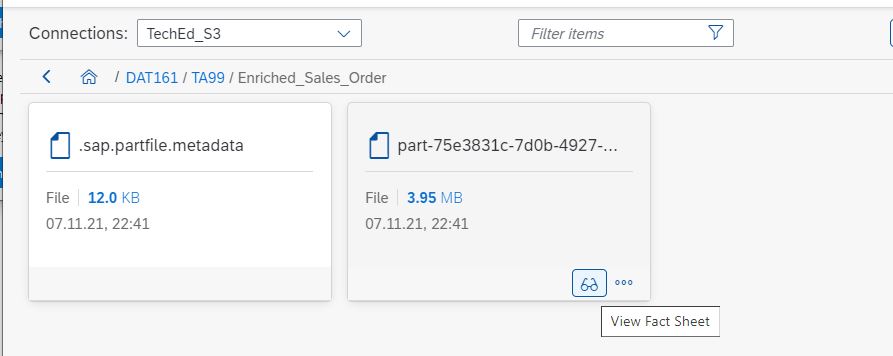 Connections: TechEd_S3 Filter items
/ DAT161 / TA99 / Enriched_Sales_Order
.sap.partfile.metadata
File 12.0 KB
07.11.21, 22:41
part-75e3831c-7d0b-4927-...
File 3.95 MB
07.11.21, 22:41
View Fact Sheet